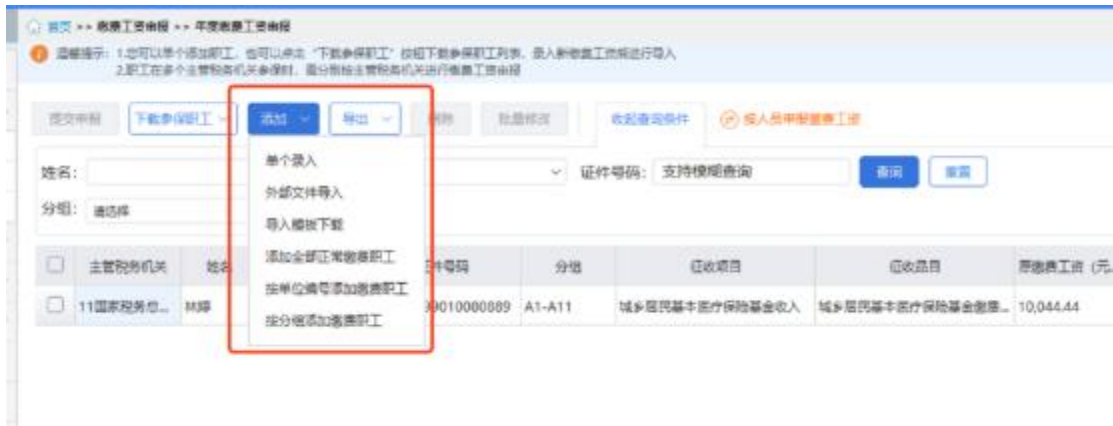 首页 >> 缴费工资申报 >> 年度缴费工资申报
温馨提示：1.您可以单个添加职工，也可以点击“下载参保职工”按钮下载参保职工列表，录入新缴费工资后进行导入
2.职工在多个主管税务机关参保时，需分别按主管税务机关进行缴费工资申报
提交申报 下载参保职工 添加 导出 删除 批量修改 收起查询条件 按人员申报缴费工资
姓名： 证件号码： 支持模糊查询 查询 重置
分组： 请选择
单个录入
外部文件导入
导入模板下载
添加全部正常缴费职工
按单位编号添加缴费职工
按分组添加缴费职工
主管税务机关 姓名 件号码 分组 征收项目 征收品目 原缴费工资（元.
11国家税务总... 林婷 99010000889 A1-A11 城乡居民基本医疗保险基金收入 城乡居民基本医疗保险基金缴费... 10,044.44